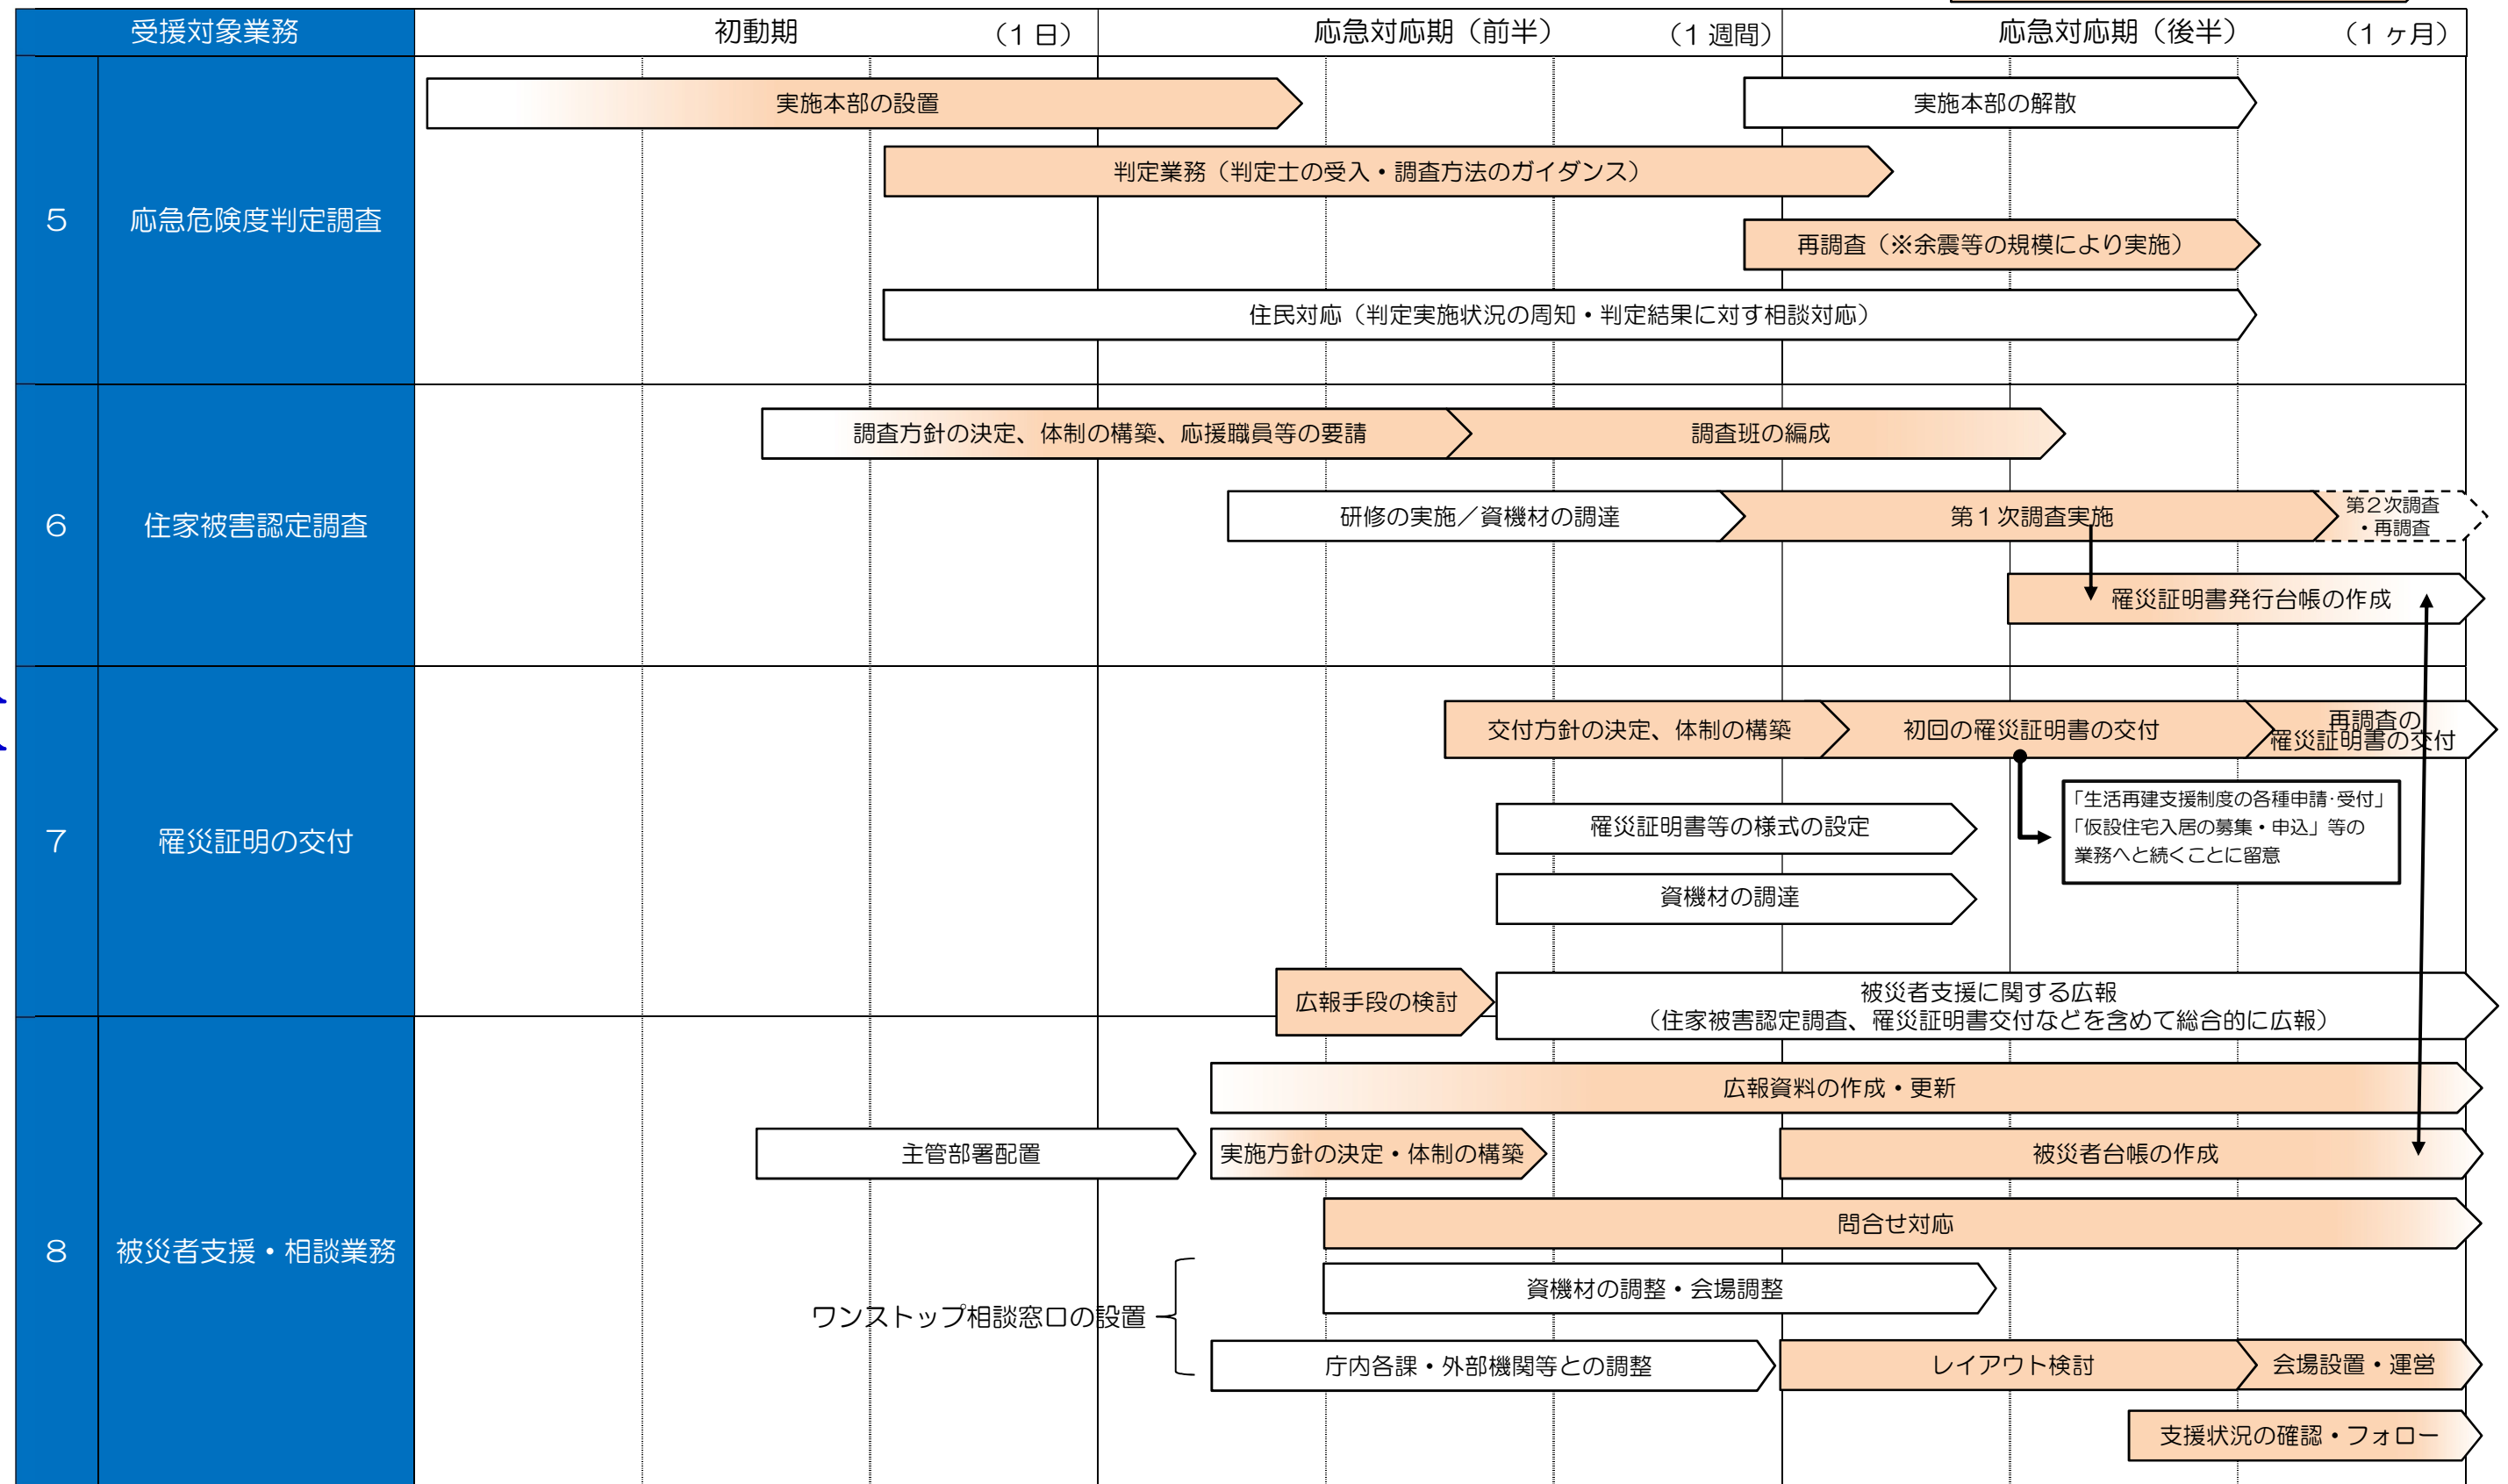 受援対象業務
初動期
（1日）
応急対応期（前半）
（1週間）
応急対応期（後半）
（1ヶ月）
5
応急危険度判定調査
実施本部の設置
実施本部の解散
判定業務（判定士の受入・調査方法のガイダンス）
再調査（※余震等の規模により実施）
住民対応（判定実施状況の周知・判定結果に対す相談対応）
6
住家被害認定調査
調査方針の決定、体制の構築、応援職員等の要請
調査班の編成
研修の実施／資機材の調達
第1次調査実施
第2次調査
・再調査
罹災証明書発行台帳の作成
7
罹災証明の交付
交付方針の決定、体制の構築
初回の罹災証明書の交付
再調査の
罹災証明書の交付
「生活再建支援制度の各種申請・受付」
「仮設住宅入居の募集・申込」等の
業務へと続くことに留意
罹災証明書等の様式の設定
資機材の調達
広報手段の検討
被災者支援に関する広報
（住家被害認定調査、罹災証明書交付などを含めて総合的に広報）
8
被災者支援・相談業務
広報資料の作成・更新
主管部署配置
実施方針の決定・体制の構築
被災者台帳の作成
問合せ対応
ワンストップ相談窓口の設置
資機材の調整・会場調整
庁内各課・外部機関等との調整
レイアウト検討
会場設置・運営
支援状況の確認・フォロー